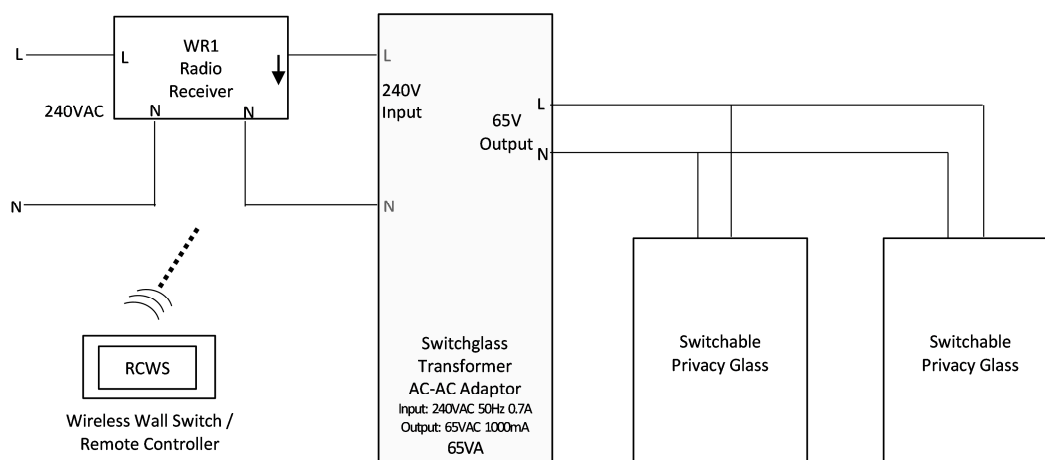 L
L
WR1
Radio
Receiver
N
N
240VAC
N
RCWS
Wireless Wall Switch /
Remote Controller
L
240V
Input
N
65V
Output
L
N
Switchglass
Transformer
AC-AC Adaptor
Input: 240VAC 50Hz 0.7A
Output: 65VAC 1000mA
65VA
Switchable
Privacy Glass
Switchable
Privacy Glass